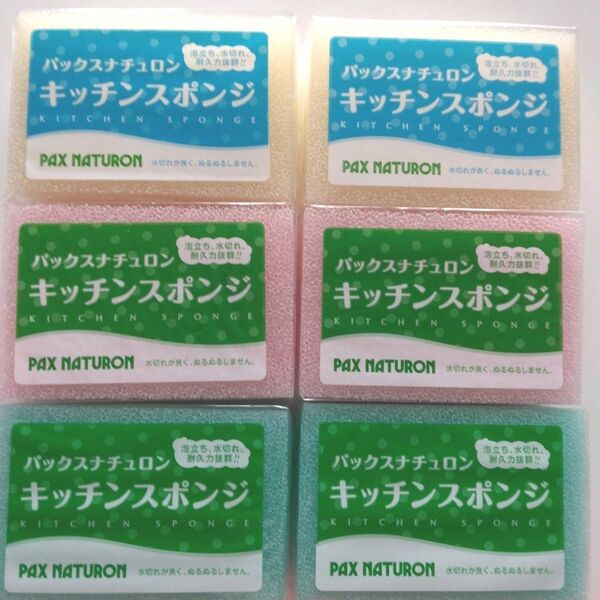 泡立ち、水切れ、
耐久力抜群!!
パックスナチュロン
キッチンスポンジ
KITCHEN SPONGE
PAX NATURON 水切れが良く、ぬるぬるしません。
泡立ち、水切れ、
耐久力抜群!!
パックスナチュロン
キッチンスポンジ
KITCHEN SPONGE
PAX NATURON 水切れが良く、ぬるぬるしません。
泡立ち、水切れ、
耐久力抜群!!
パックスナチュロン
キッチンスポンジ
KITCHEN SPONGE
PAX NATURON 水切れが良く、ぬるぬるしません。
泡立ち、水切れ、
耐久力抜群!!
パックスナチュロン
キッチンスポンジ
KITCHEN SPONGE
PAX NATURON 水切れが良く、ぬるぬるしません。
泡立ち、水切れ、
耐久力抜群!!
パックスナチュロン
キッチンスポンジ
KITCHEN SPONGE
PAX NATURON 水切れが良く、ぬるぬるしません。
泡立ち、水切れ、
耐久力抜群!!
パックスナチュロン
キッチンスポンジ
KITCHEN SPONGE
PAX NATURON 水切れが良く、ぬるぬるしません。